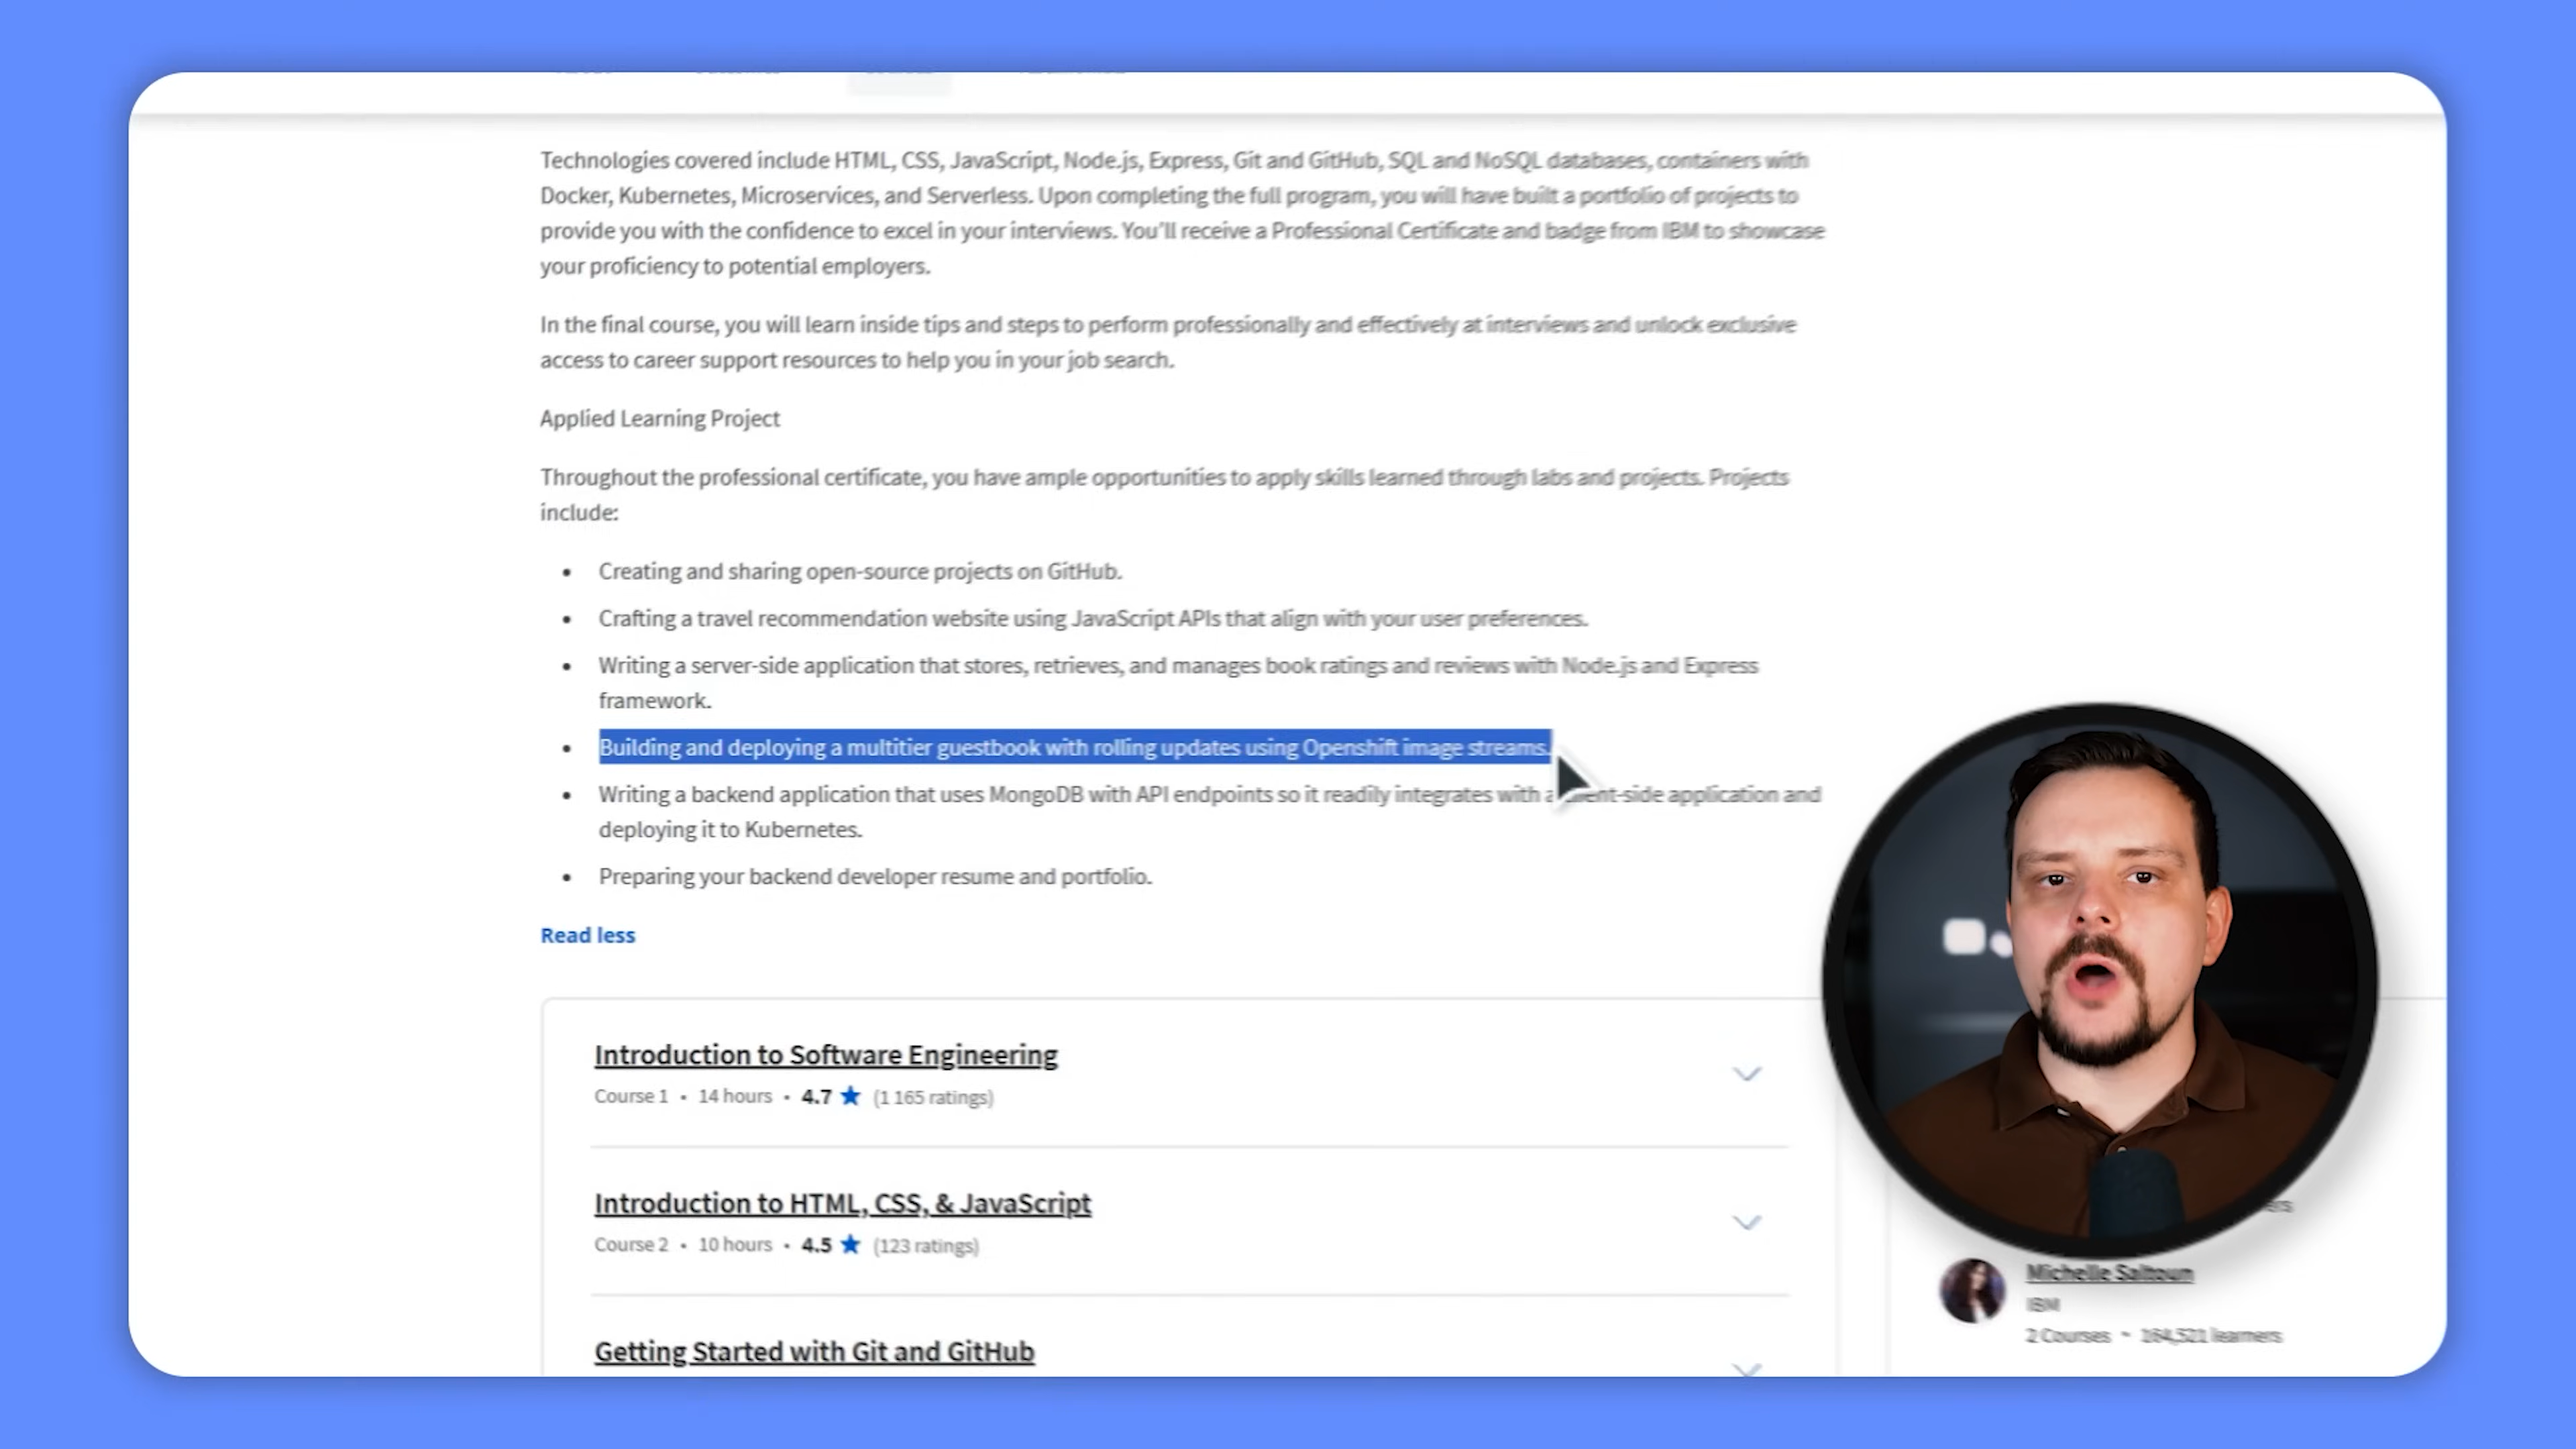 Technologies covered include HTML, CSS, JavaScript, Node.js, Express, Git and GitHub, SQL and NoSQL databases, containers with
Docker, Kubernetes, Microservices, and Serverless. Upon completing the full program, you will have built a portfolio of projects to
provide you with the confidence to excel in your interviews. You'll receive a Professional Certificate and badge from IBM to showcase
your proficiency to potential employers.
In the final course, you will learn inside tips and steps to perform professionally and effectively at interviews and unlock exclusive
access to career support resources to help you in your job search.
Applied Learning Project
Throughout the professional certificate, you have ample opportunities to apply skills learned through labs and projects. Projects
include:
• Creating and sharing open-source projects on GitHub.
• Crafting a travel recommendation website using JavaScript APIs that align with your user preferences.
• Writing a server-side application that stores, retrieves, and manages book ratings and reviews with Node.js and Express
framework.
• Building and deploying a multitier guestbook with rolling updates using Openshift image streams.
• Writing a backend application that uses MongoDB with API endpoints so it readily integrates with a client-side application and
deploying it to Kubernetes.
• Preparing your backend developer resume and portfolio.
Read less
Introduction to Software Engineering
Course 1 • 14 hours • 4.7 ★ (1 165 ratings)
Introduction to HTML, CSS, & JavaScript
Course 2 • 10 hours • 4.5 ★ (123 ratings)
Getting Started with Git and GitHub
Michelle Saltoun
IBM
2 Courses • 164,521 learners